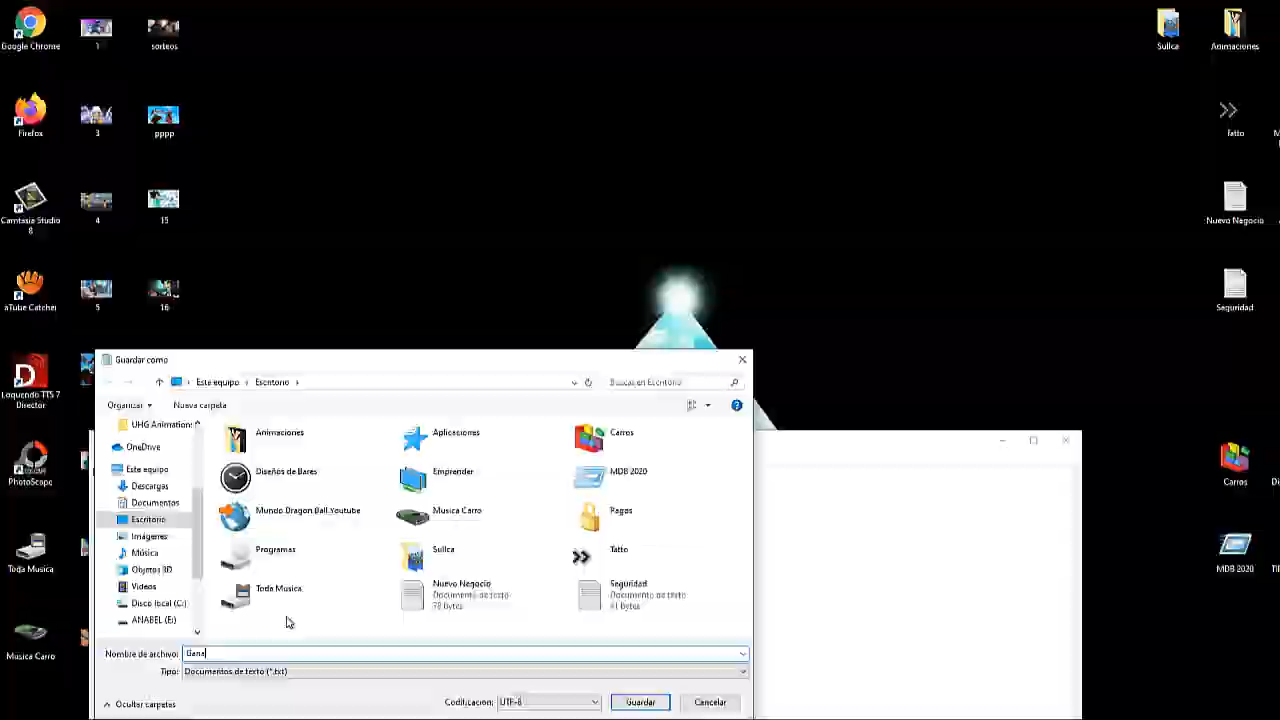 Google Chrome
1
sorteos
Sullca
Animaciones
Firefox
3
pppp
Tatto
Camtasia Studio
8
4
15
Nuevo Negocio
aTube Catcher
5
16
Seguridad
Loquendo TTS 7
Director
PhotoScape
Toda Musica
Musica Carro
Carros
MDB 2020
Guardar como
Este equipo
Escritorio
Buscar en Escritorio
Organizar
Nueva carpeta
UHG Animation
OneDrive
Este equipo
Descargas
Documentos
Escritorio
Imágenes
Música
Objetos 3D
Videos
Disco local (C:)
ANABEL (E:)
Animaciones
Aplicaciones
Carros
Diseños de Bares
Emprender
MDB 2020
Mundo Dragon Ball Youtube
Musica Carro
Pagos
Programas
Sullca
Tatto
Toda Musica
Nuevo Negocio
Documento de texto
78 bytes
Seguridad
Documento de texto
41 bytes
Nombre de archivo: Gana
Tipo: Documentos de texto (*.txt)
Ocultar carpetas
Codificación: UTF-8
Guardar
Cancelar